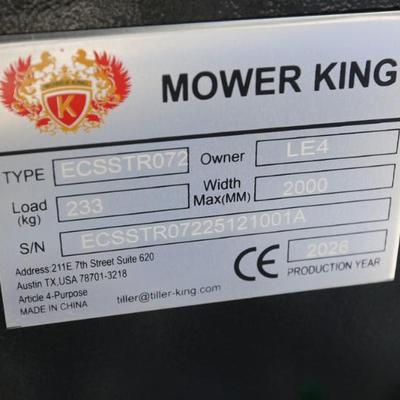 K
MOWER KING
TYPE ECSSTR072 Owner LE4
Load (kg) 233 Width Max(MM) 2000
S/N ECSSTR07225121001A
Address:211E 7th Street Suite 620
Austin TX,USA 78701-3218
Article 4-Purpose
MADE IN CHINA
tiller@tiller-king.com
CE
2026
PRODUCTION YEAR